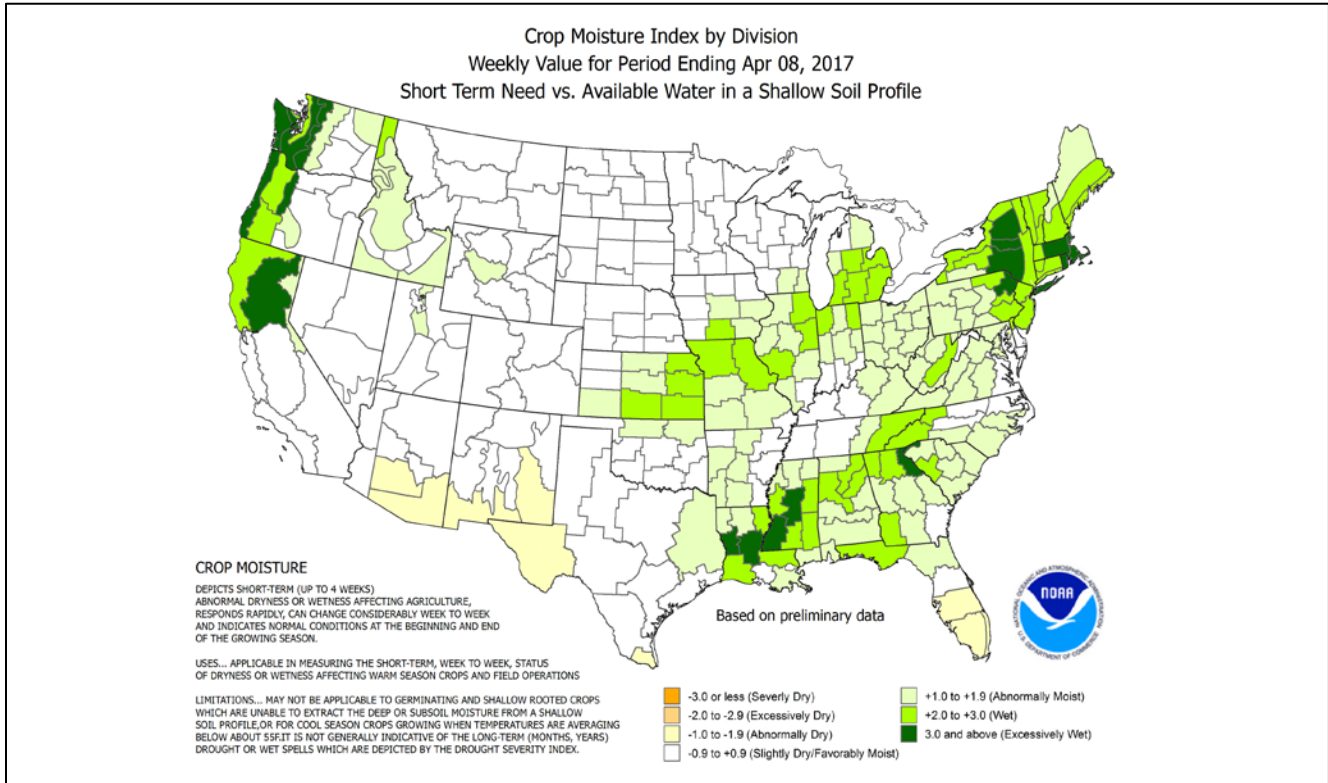 Crop Moisture Index by Division
Weekly Value for Period Ending Apr 08, 2017
Short Term Need vs. Available Water in a Shallow Soil Profile
CROP MOISTURE
DEPICTS SHORT-TERM (UP TO 4 WEEKS)
ABNORMAL DRYNESS OR WETNESS AFFECTING AGRICULTURE,
RESPONDS RAPIDLY, CAN CHANGE CONSIDERABLY WEEK TO WEEK
AND INDICATES NORMAL CONDITIONS AT THE BEGINNING AND END
OF THE GROWING SEASON.
USES... APPLICABLE IN MEASURING THE SHORT-TERM, WEEK TO WEEK, STATUS
OF DRYNESS OR WETNESS AFFECTING WARM SEASON CROPS AND FIELD OPERATIONS
LIMITATIONS... MAY NOT BE APPLICABLE TO GERMINATING AND SHALLOW ROOTED CROPS
WHICH ARE UNABLE TO EXTRACT THE DEEP OR SUBSOIL MOISTURE FROM A SHALLOW
SOIL PROFILE,OR FOR COOL SEASON CROPS GROWING WHEN TEMPERATURES ARE AVERAGING
BELOW ABOUT 55F.IT IS NOT GENERALLY INDICATIVE OF THE LONG-TERM (MONTHS, YEARS)
DROUGHT OR WET SPELLS WHICH ARE DEPICTED BY THE DROUGHT SEVERITY INDEX.
Based on preliminary data
NATIONAL OCEANIC AND ATMOSPHERIC ADMINISTRATION
NOAA
U.S. DEPARTMENT OF COMMERCE
-3.0 or less (Severly Dry)
-2.0 to -2.9 (Excessively Dry)
-1.0 to -1.9 (Abnormally Dry)
-0.9 to +0.9 (Slightly Dry/Favorably Moist)
+1.0 to +1.9 (Abnormally Moist)
+2.0 to +3.0 (Wet)
3.0 and above (Excessively Wet)